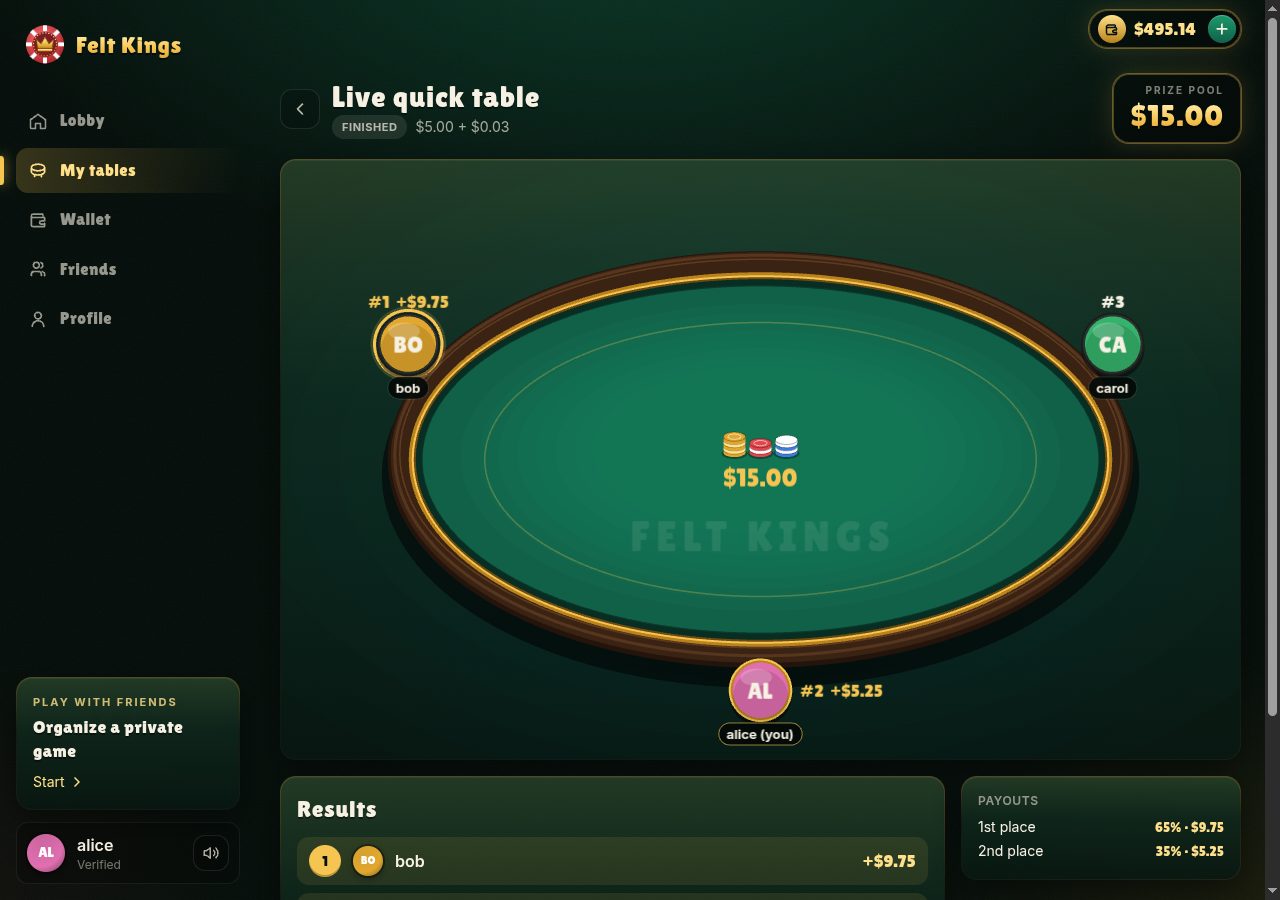 Felt Kings
$495.14
Lobby
My tables
Wallet
Friends
Profile
Live quick table
FINISHED $5.00 + $0.03
PRIZE POOL
$15.00
#1 +$9.75
BO
bob
#3
CA
carol
$15.00
FELT KINGS
AL #2 +$5.25
alice (you)
PLAY WITH FRIENDS
Organize a private
game
Start
AL alice
Verified
Results
1 BO bob +$9.75
PAYOUTS
1st place 65% · $9.75
2nd place 35% · $5.25